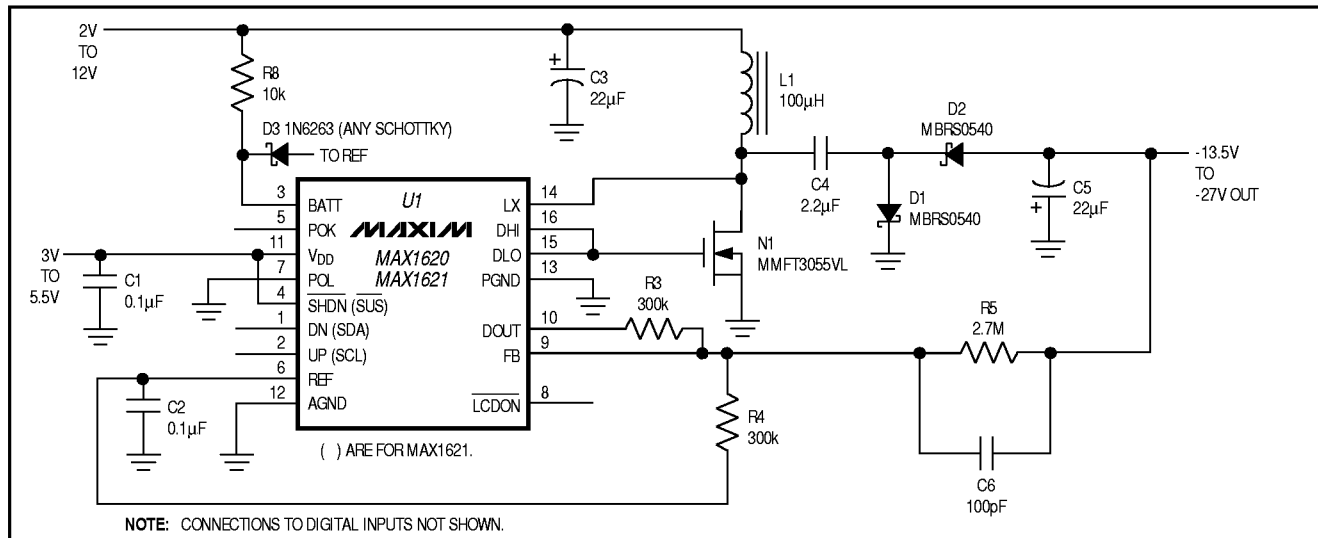 2V
TO
12V
R8
10k
C3
22µF
+
L1
100µH
D3 1N6263 (ANY SCHOTTKY)
TO REF
D2
MBRS0540
-13.5V
TO
-27V OUT
C4
2.2µF
D1
MBRS0540
C5
22µF
+
U1
MAXIM
MAX1620
MAX1621
3 BATT
5 POK
11 VDD
7 POL
4 SHDN (SUS)
1 DN (SDA)
2 UP (SCL)
6 REF
12 AGND
LX 14
DHI 16
DLO 15
PGND 13
DOUT 10
FB 9
LCDON 8
3V
TO
5.5V
C1
0.1µF
N1
MMFT3055VL
R3
300k
R5
2.7M
C2
0.1µF
R4
300k
C6
100pF
( ) ARE FOR MAX1621.
NOTE: CONNECTIONS TO DIGITAL INPUTS NOT SHOWN.